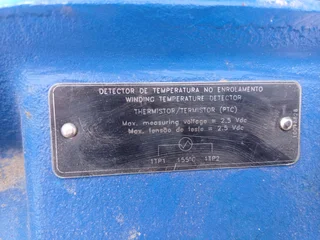 DETECTOR DE TEMPERATURA NO ENROLAMENTO
WINDING TEMPERATURE DETECTOR
THERMISTOR/TERMISTOR (PTC)
Max. measuring voltage = 2.5 Vdc
Max. tensão de teste = 2.5 Vdc
1TP1 155°C 1TP2